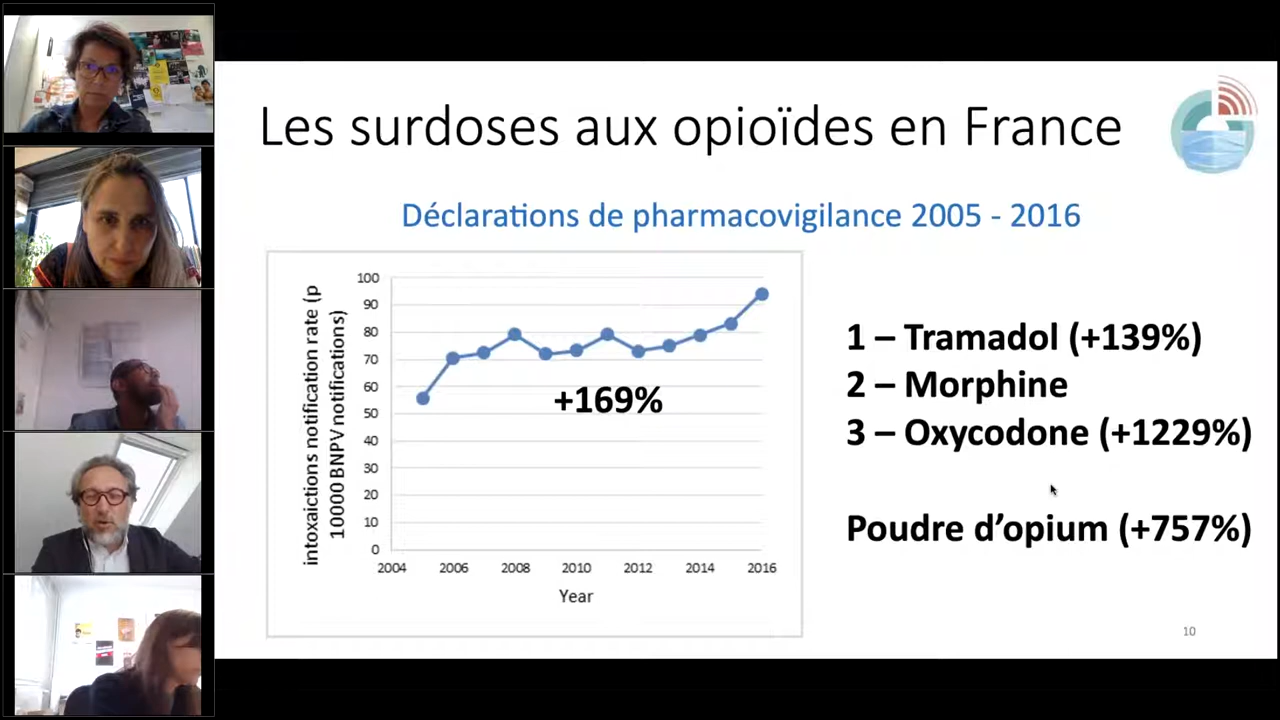 Les surdoses aux opioïdes en France
Déclarations de pharmacovigilance 2005 - 2016
intoxaictions notification rate (p
10000 BNPV notifications)
100
90
80
70
60
50
40
30
20
10
0
+169%
2004
2006
2008
2010
2012
2014
2016
Year
1 – Tramadol (+139%)
2 – Morphine
3 – Oxycodone (+1229%)
Poudre d’opium (+757%)
10